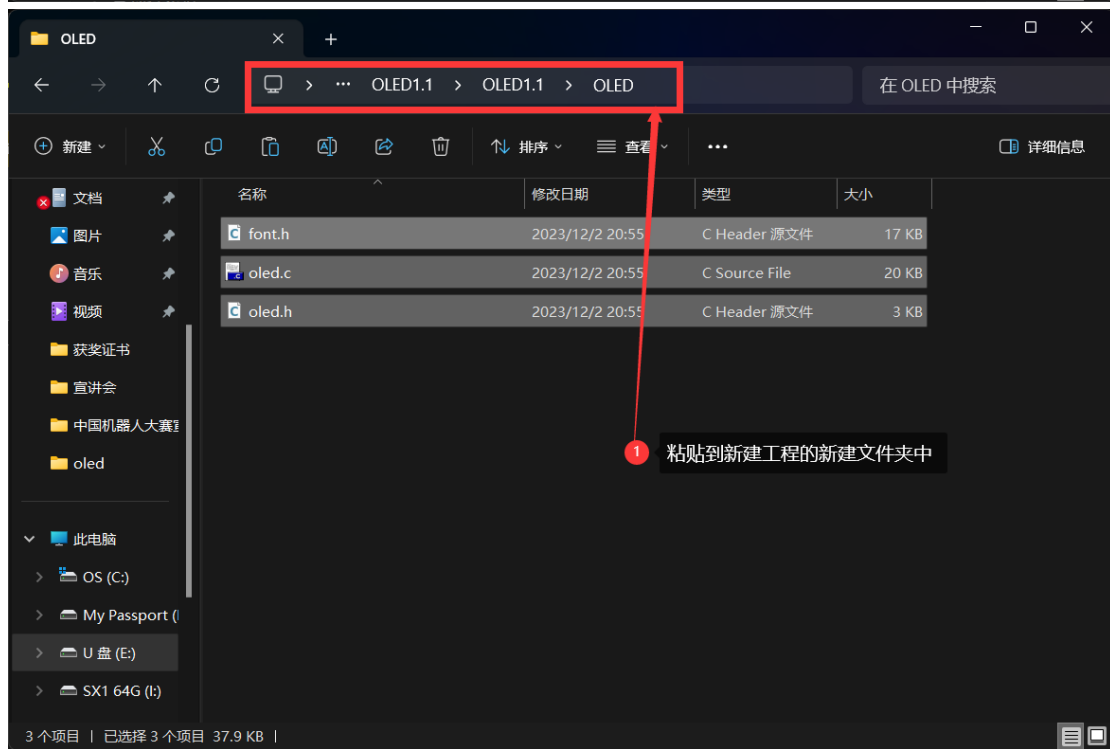 OLED
OLED1.1 > OLED1.1 > OLED
在 OLED 中搜索
新建
排序
查看
详细信息
名称 修改日期 类型 大小
font.h 2023/12/2 20:55 C Header 源文件 17 KB
oled.c 2023/12/2 20:55 C Source File 20 KB
oled.h 2023/12/2 20:55 C Header 源文件 3 KB
文档
图片
音乐
视频
获奖证书
宣讲会
中国机器人大赛
oled
1 粘贴到新建工程的新建文件夹中
此电脑
OS (C:)
My Passport (
U 盘 (E:)
SX1 64G (I:)
3 个项目 | 已选择 3 个项目 37.9 KB |